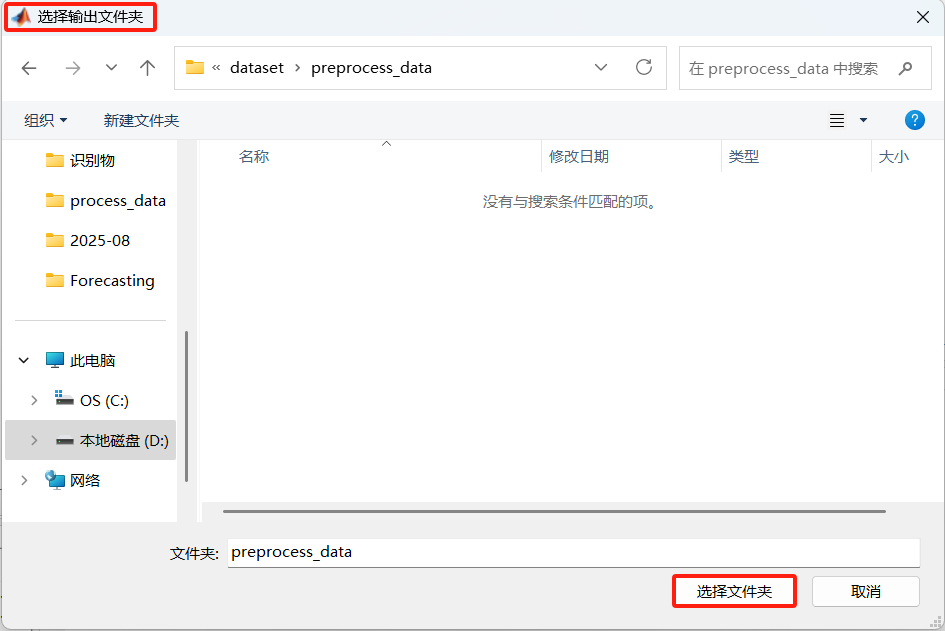 选择输出文件夹
« dataset › preprocess_data
在 preprocess_data 中搜索
组织
新建文件夹
?
识别物
process_data
2025-08
Forecasting
此电脑
OS (C:)
本地磁盘 (D:)
网络
名称
修改日期
类型
大小
没有与搜索条件匹配的项。
文件夹:
preprocess_data
选择文件夹
取消